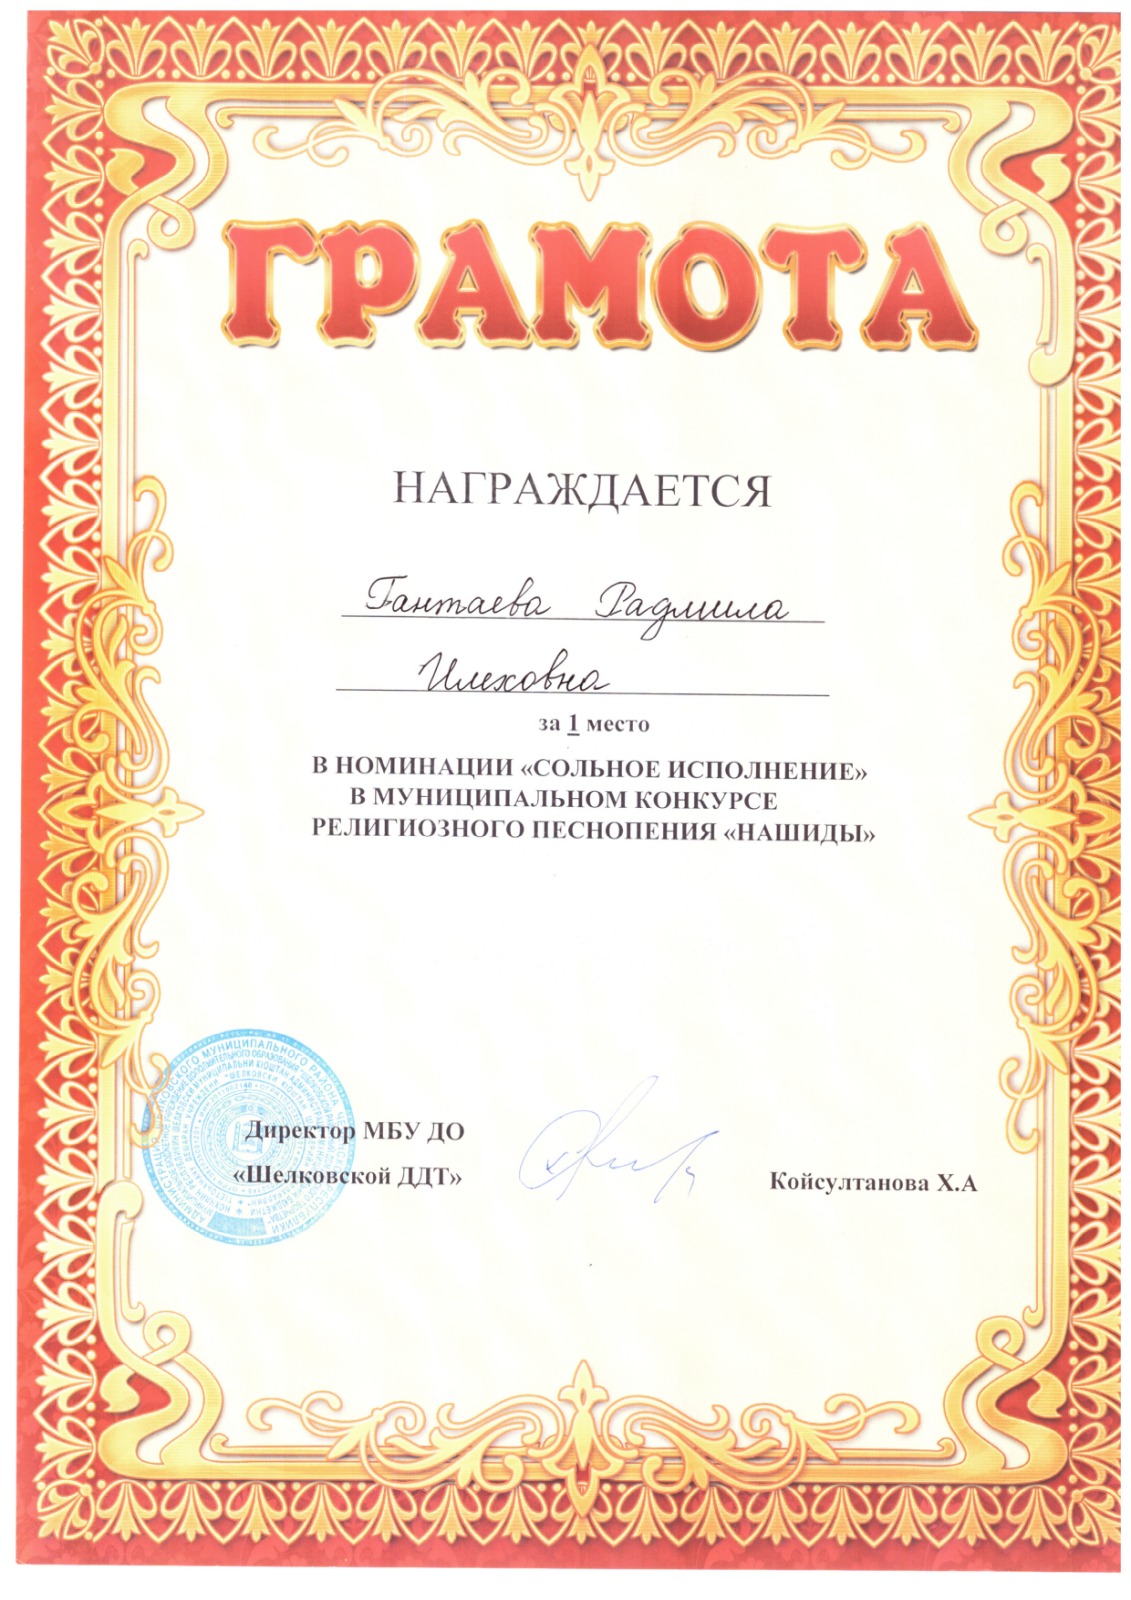 ГРАМОТА
НАГРАЖДАЕТСЯ
Гантаева Радмила
Илеховна
за 1 место
В НОМИНАЦИИ «СОЛЬНОЕ ИСПОЛНЕНИЕ»
В МУНИЦИПАЛЬНОМ КОНКУРСЕ
РЕЛИГИОЗНОГО ПЕСНОПЕНИЯ «НАШИДЫ»
Директор МБУ ДО
«Шелковской ДДТ»
Койсултанова Х.А